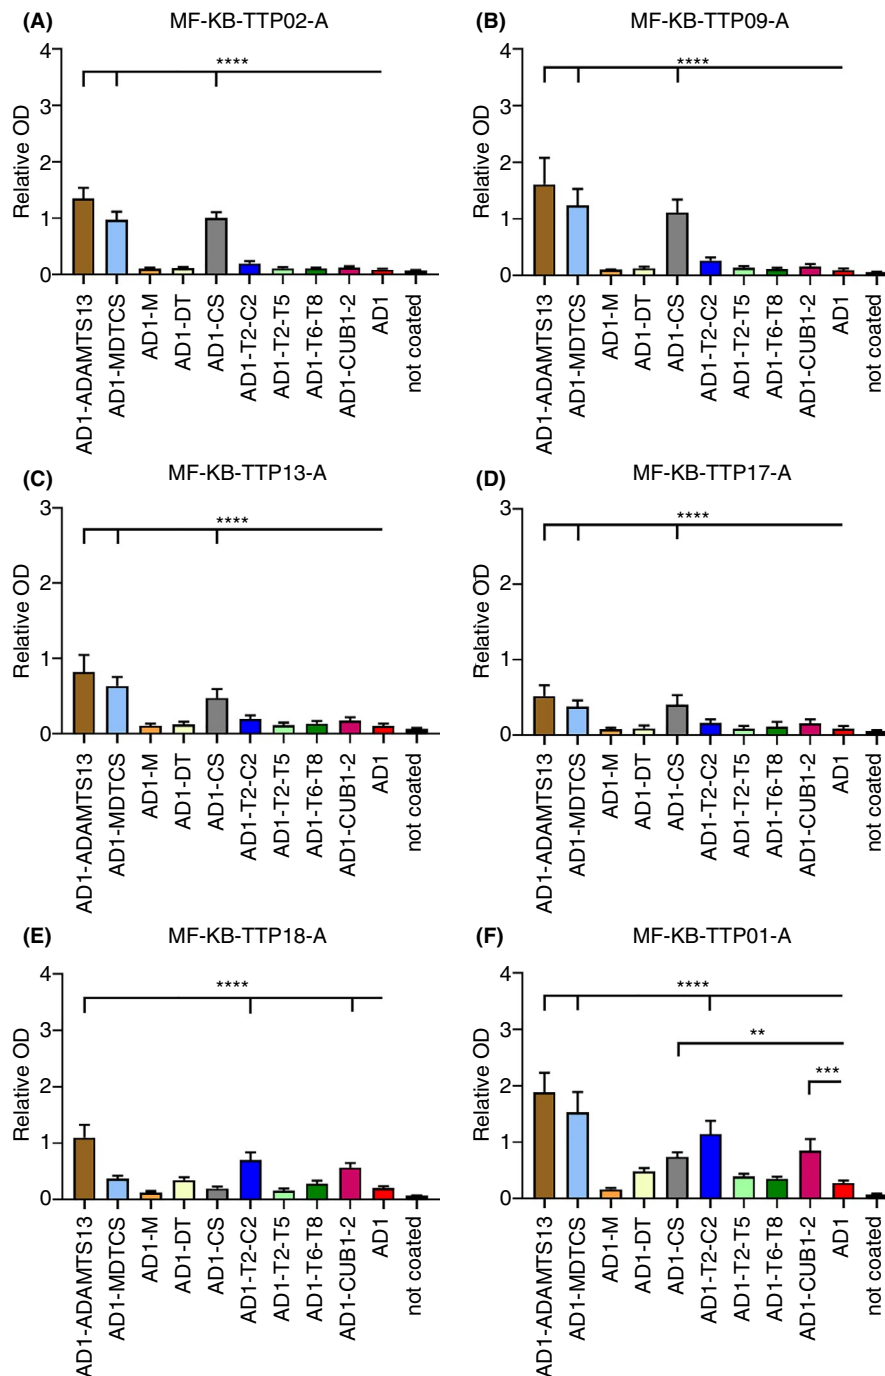 (A) MF-KB-TTP02-A
Relative OD
4
3
2
1
0
****
AD1-ADAMTS13
AD1-MDTCS
AD1-M
AD1-DT
AD1-CS
AD1-T2-C2
AD1-T2-T5
AD1-T6-T8
AD1-CUB1-2
AD1
not coated
(B) MF-KB-TTP09-A
Relative OD
4
3
2
1
0
****
AD1-ADAMTS13
AD1-MDTCS
AD1-M
AD1-DT
AD1-CS
AD1-T2-C2
AD1-T2-T5
AD1-T6-T8
AD1-CUB1-2
AD1
not coated
(C) MF-KB-TTP13-A
Relative OD
3
2
1
0
****
AD1-ADAMTS13
AD1-MDTCS
AD1-M
AD1-DT
AD1-CS
AD1-T2-C2
AD1-T2-T5
AD1-T6-T8
AD1-CUB1-2
AD1
not coated
(D) MF-KB-TTP17-A
Relative OD
3
2
1
0
****
AD1-ADAMTS13
AD1-MDTCS
AD1-M
AD1-DT
AD1-CS
AD1-T2-C2
AD1-T2-T5
AD1-T6-T8
AD1-CUB1-2
AD1
not coated
(E) MF-KB-TTP18-A
Relative OD
4
3
2
1
0
****
AD1-ADAMTS13
AD1-MDTCS
AD1-M
AD1-DT
AD1-CS
AD1-T2-C2
AD1-T2-T5
AD1-T6-T8
AD1-CUB1-2
AD1
not coated
(F) MF-KB-TTP01-A
Relative OD
4
3
2
1
0
****
**
***
AD1-ADAMTS13
AD1-MDTCS
AD1-M
AD1-DT
AD1-CS
AD1-T2-C2
AD1-T2-T5
AD1-T6-T8
AD1-CUB1-2
AD1
not coated